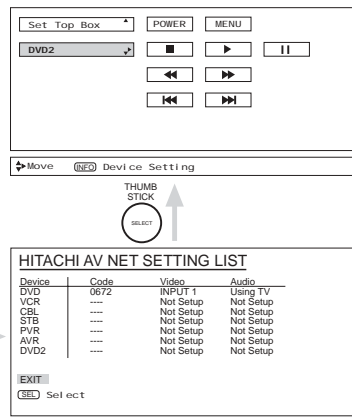 Set Top Box POWER MENU
DVD2
Move INFO Device Setting
THUMB
STICK
SELECT
HITACHI AV NET SETTING LIST
Device Code Video Audio
DVD 0672 INPUT 1 Using TV
VCR ---- Not Setup Not Setup
CBL ---- Not Setup Not Setup
STB ---- Not Setup Not Setup
PVR ---- Not Setup Not Setup
AVR ---- Not Setup Not Setup
DVD2 ---- Not Setup Not Setup
EXIT
SEL Select